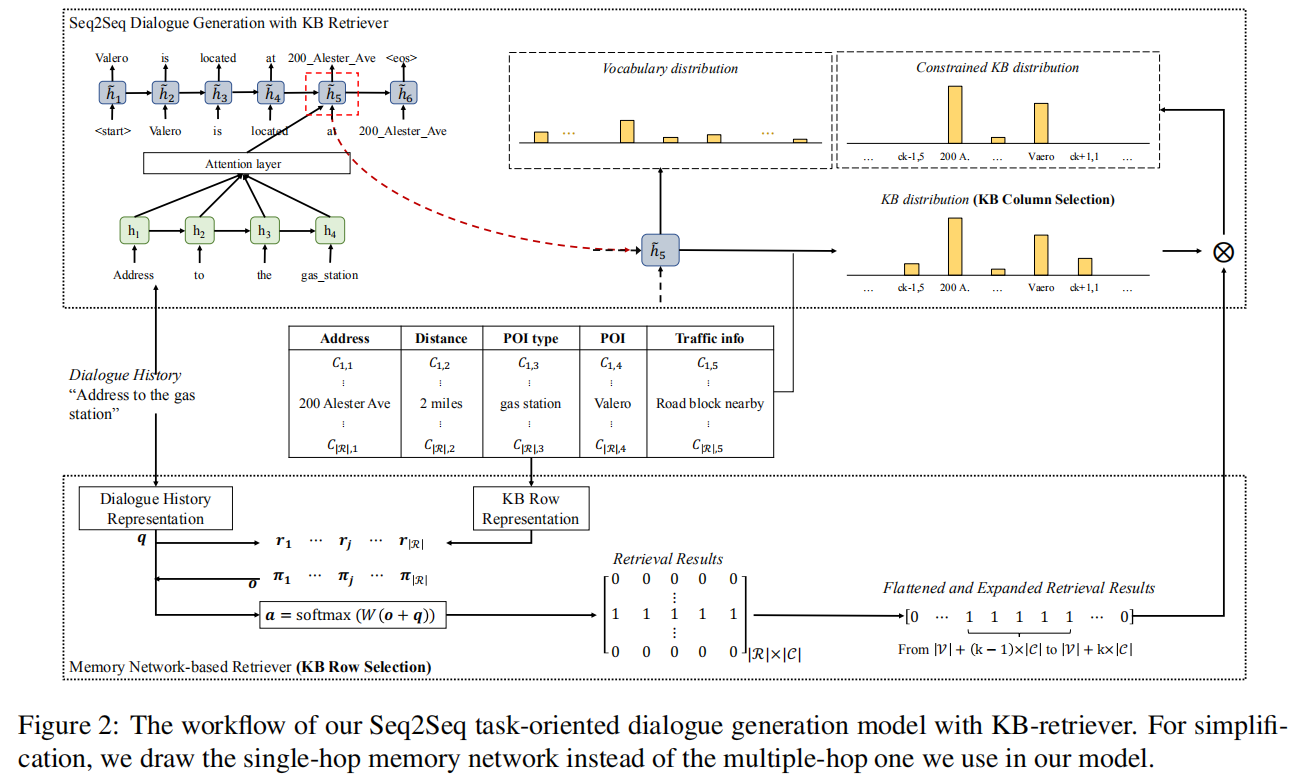 Seq2Seq Dialogue Generation with KB Retriever
Valero is located at 200_Alester_Ave <eos>
h̃1 h̃2 h̃3 h̃4 h̃5 h̃6
<start> Valero is located at 200_Alester_Ave
Attention layer
h1 h2 h3 h4
Address to the gas_station
Vocabulary distribution
... ...
Constrained KB distribution
... ck-1,5 200 A. ... Vaero ck+1,1 ...
h̃5
KB distribution (KB Column Selection)
... ck-1,5 200 A. ... Vaero ck+1,1 ...
⊗
Dialogue History
“Address to the gas
station”
Address Distance POI type POI Traffic info
C1,1 C1,2 C1,3 C1,4 C1,5
⋮ ⋮ ⋮ ⋮ ⋮
200 Alester Ave 2 miles gas station Valero Road block nearby
⋮ ⋮ ⋮ ⋮ ⋮
C|ℛ|,1 C|ℛ|,2 C|ℛ|,3 C|ℛ|,4 C|ℛ|,5
Dialogue History
Representation
KB Row
Representation
q r1 ⋯ rj ⋯ r|ℛ|
o π1 ⋯ πj ⋯ π|ℛ|
a = softmax (W(o + q))
Retrieval Results
0 0 0 0 0
⋮
1 1 1 1 1
⋮
0 0 0 0 0
|ℛ|×|𝒞|
Flattened and Expanded Retrieval Results
[0 ⋯ 1 1 1 1 1 ⋯ 0]
From |𝒱| + (k − 1)×|𝒞| to |𝒱| + k×|𝒞|
Memory Network-based Retriever (KB Row Selection)
Figure 2: The workflow of our Seq2Seq task-oriented dialogue generation model with KB-retriever. For simplifi-
cation, we draw the single-hop memory network instead of the multiple-hop one we use in our model.